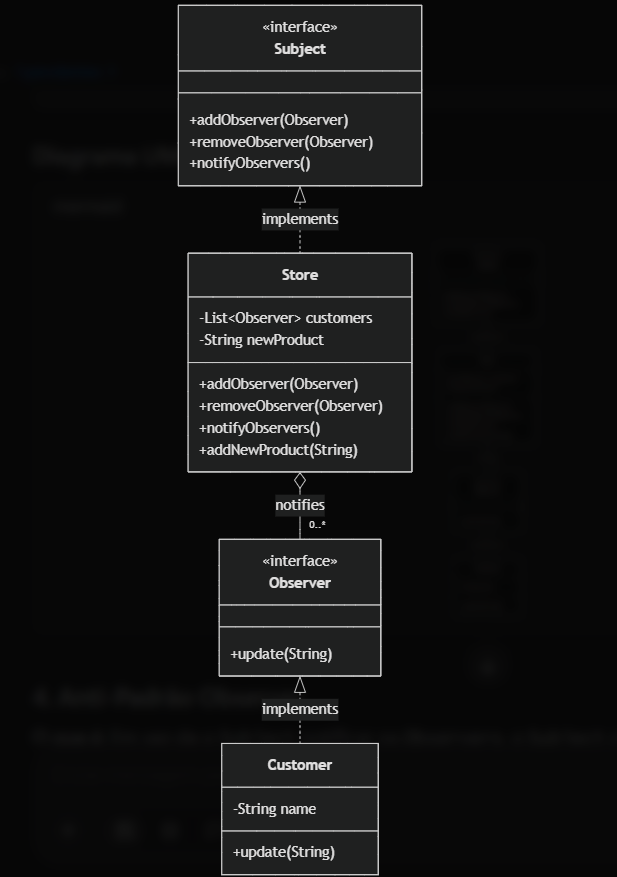 «interface»
Subject
+addObserver(Observer)
+removeObserver(Observer)
+notifyObservers()
implements
Store
-List<Observer> customers
-String newProduct
+addObserver(Observer)
+removeObserver(Observer)
+notifyObservers()
+addNewProduct(String)
notifies
0..*
«interface»
Observer
+update(String)
implements
Customer
-String name
+update(String)